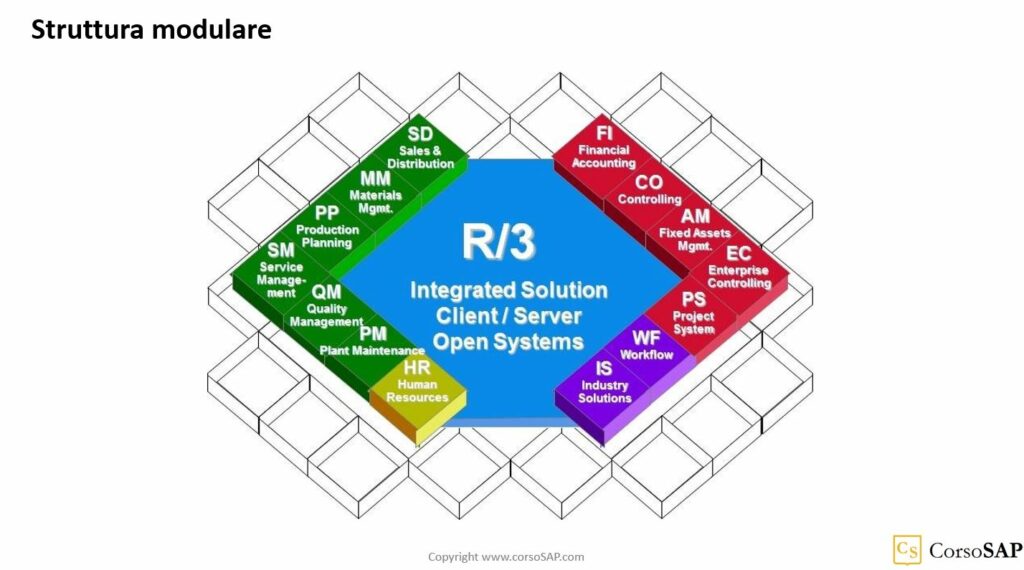 Struttura modulare
SD
Sales &
Distribution
MM
Materials
Mgmt.
PP
Production
Planning
SM
Service
Manage-
ment
QM
Quality
Management
PM
Plant Maintenance
HR
Human
Resources
R/3
Integrated Solution
Client / Server
Open Systems
FI
Financial
Accounting
CO
Controlling
AM
Fixed Assets
Mgmt.
EC
Enterprise
Controlling
PS
Project
System
WF
Workflow
IS
Industry
Solutions
Copyright www.corsoSAP.com
CS CorsoSAP